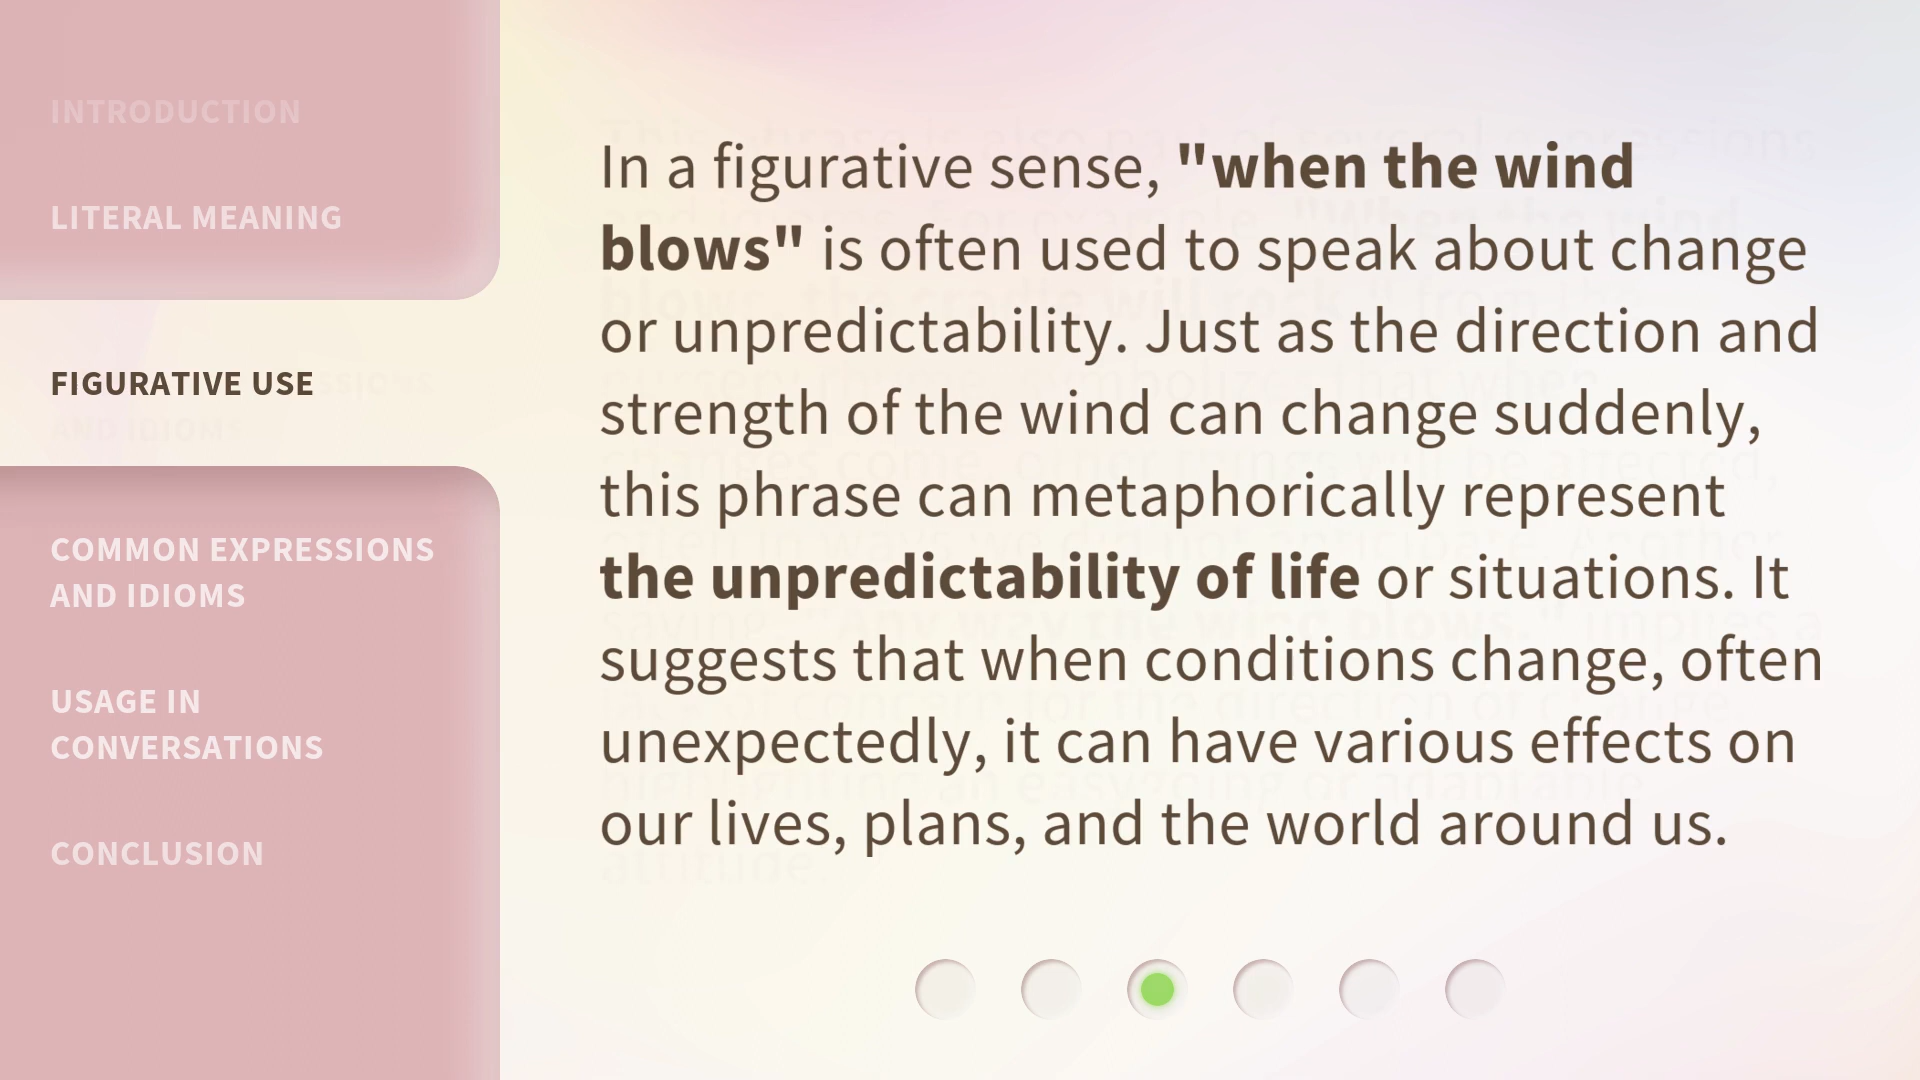 INTRODUCTION
LITERAL MEANING
FIGURATIVE USE
COMMON EXPRESSIONS
AND IDIOMS
USAGE IN
CONVERSATIONS
CONCLUSION
In a figurative sense, "when the wind
blows" is often used to speak about change
or unpredictability. Just as the direction and
strength of the wind can change suddenly,
this phrase can metaphorically represent
the unpredictability of life or situations. It
suggests that when conditions change, often
unexpectedly, it can have various effects on
our lives, plans, and the world around us.